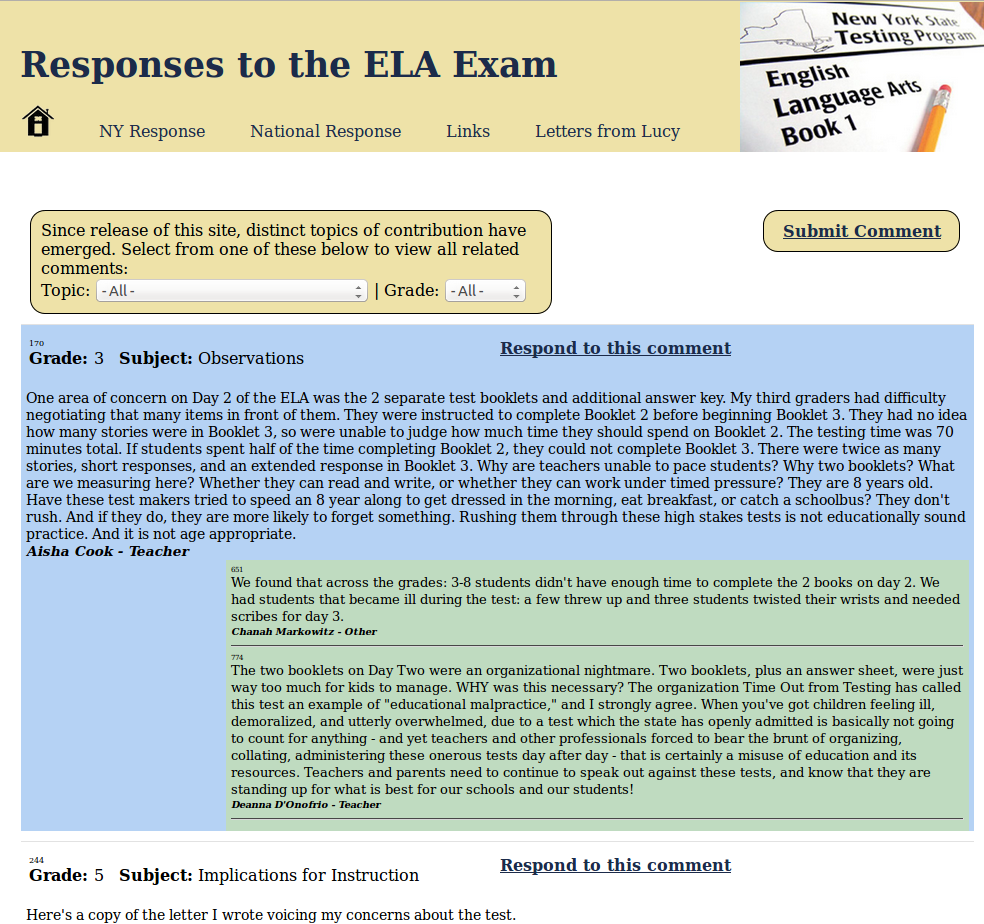 New York State
Testing Program
English
Language Arts
Book 1
Responses to the ELA Exam
NY Response National Response Links Letters from Lucy
Since release of this site, distinct topics of contribution have
emerged. Select from one of these below to view all related
comments:
Topic: - All - | Grade: - All -
Submit Comment
170
Grade: 3 Subject: Observations
Respond to this comment
One area of concern on Day 2 of the ELA was the 2 separate test booklets and additional answer key. My third graders had difficulty
negotiating that many items in front of them. They were instructed to complete Booklet 2 before beginning Booklet 3. They had no idea
how many stories were in Booklet 3, so were unable to judge how much time they should spend on Booklet 2. The testing time was 70
minutes total. If students spent half of the time completing Booklet 2, they could not complete Booklet 3. There were twice as many
stories, short responses, and an extended response in Booklet 3. Why are teachers unable to pace students? Why two booklets? What
are we measuring here? Whether they can read and write, or whether they can work under timed pressure? They are 8 years old.
Have these test makers tried to speed an 8 year along to get dressed in the morning, eat breakfast, or catch a schoolbus? They don't
rush. And if they do, they are more likely to forget something. Rushing them through these high stakes tests is not educationally sound
practice. And it is not age appropriate.
Aisha Cook - Teacher
651
We found that across the grades: 3-8 students didn't have enough time to complete the 2 books on day 2. We
had students that became ill during the test: a few threw up and three students twisted their wrists and needed
scribes for day 3.
Chanah Markowitz - Other
774
The two booklets on Day Two were an organizational nightmare. Two booklets, plus an answer sheet, were just
way too much for kids to manage. WHY was this necessary? The organization Time Out from Testing has called
this test an example of "educational malpractice," and I strongly agree. When you've got children feeling ill,
demoralized, and utterly overwhelmed, due to a test which the state has openly admitted is basically not going
to count for anything - and yet teachers and other professionals forced to bear the brunt of organizing,
collating, administering these onerous tests day after day - that is certainly a misuse of education and its
resources. Teachers and parents need to continue to speak out against these tests, and know that they are
standing up for what is best for our schools and our students!
Deanna D'Onofrio - Teacher
244
Grade: 5 Subject: Implications for Instruction
Respond to this comment
Here's a copy of the letter I wrote voicing my concerns about the test.